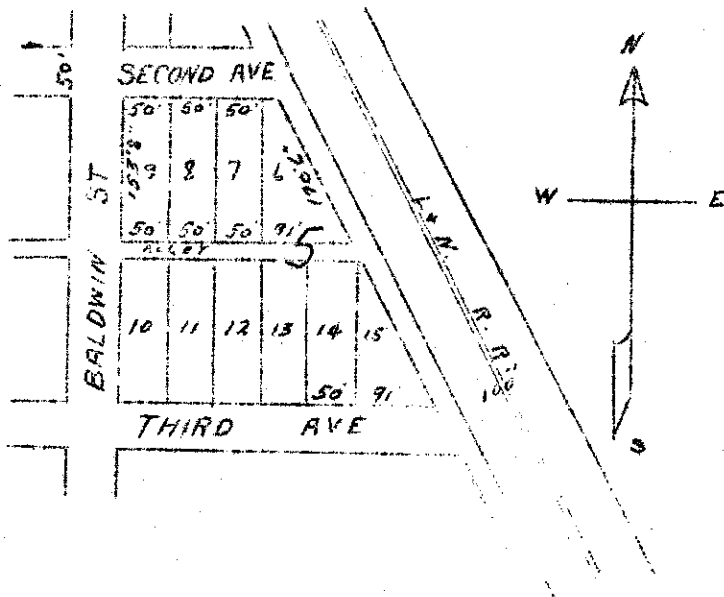 50'
SECOND AVE
50' 50' 50'
9 8 7 6
50' 50' 50' 91'
ALLEY
5
BALDWIN ST
10 11 12 13 14 15
50' 91'
THIRD AVE
L & N. R. R.
100'
N
W E
S